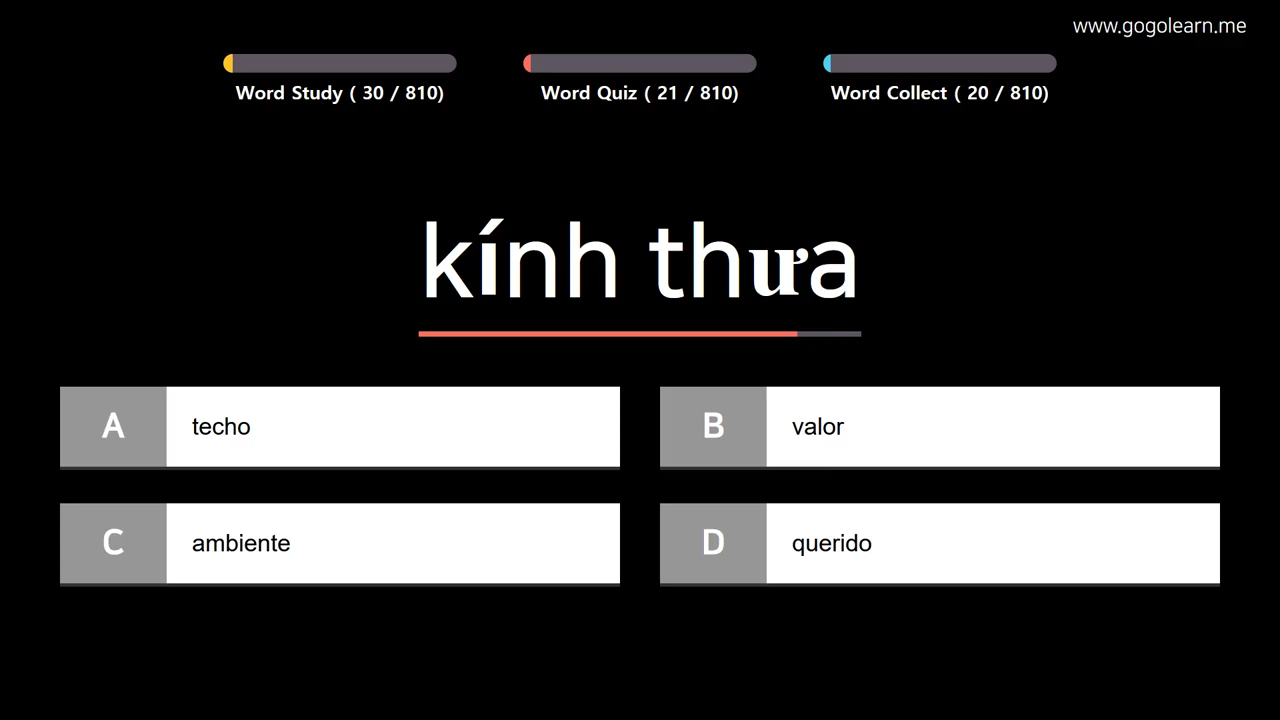 www.gogolearn.me
Word Study ( 30 / 810)
Word Quiz ( 21 / 810)
Word Collect ( 20 / 810)
kính thưa
A techo
B valor
C ambiente
D querido